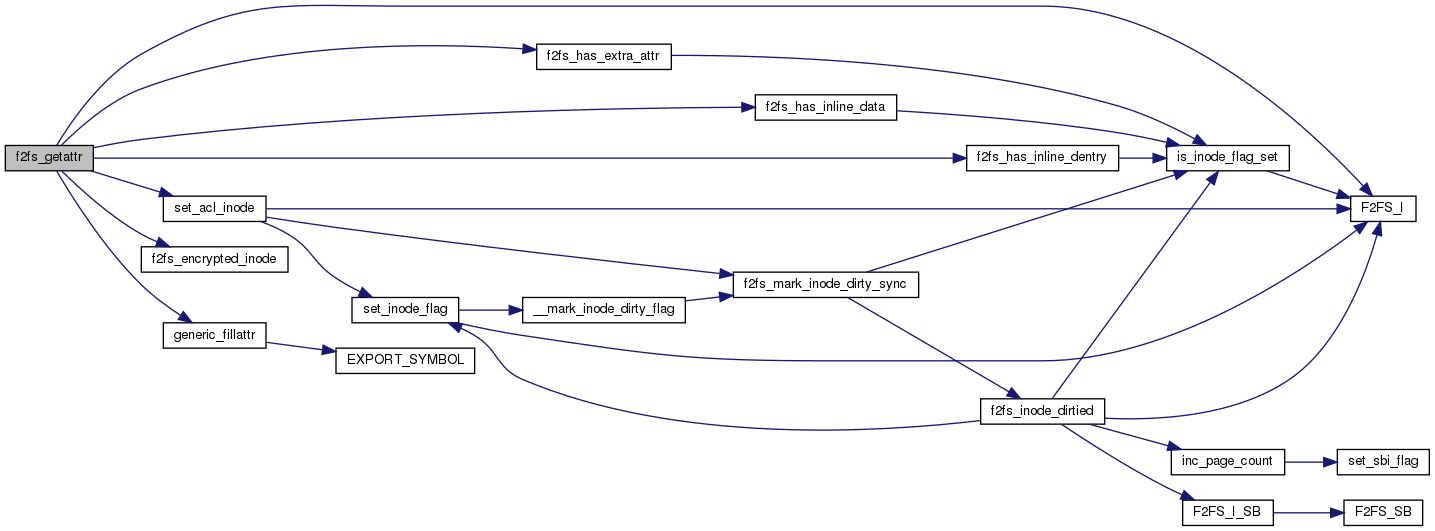 f2fs_has_extra_attr
f2fs_has_inline_data
f2fs_getattr
f2fs_has_inline_dentry
is_inode_flag_set
set_acl_inode
F2FS_I
f2fs_encrypted_inode
f2fs_mark_inode_dirty_sync
set_inode_flag
__mark_inode_dirty_flag
generic_fillattr
EXPORT_SYMBOL
f2fs_inode_dirtied
inc_page_count
set_sbi_flag
F2FS_I_SB
F2FS_SB